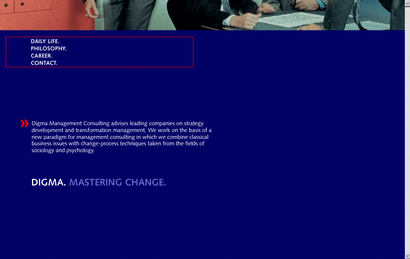 DAILY LIFE.
PHILOSOPHY.
CAREER.
CONTACT.
Digma Management Consulting advises leading companies on strategy
development and transformation management. We work on the basis of a
new paradigm for management consulting in which we combine classical
business issues with change-process techniques taken from the fields of
sociology and psychology.
DIGMA. MASTERING CHANGE.